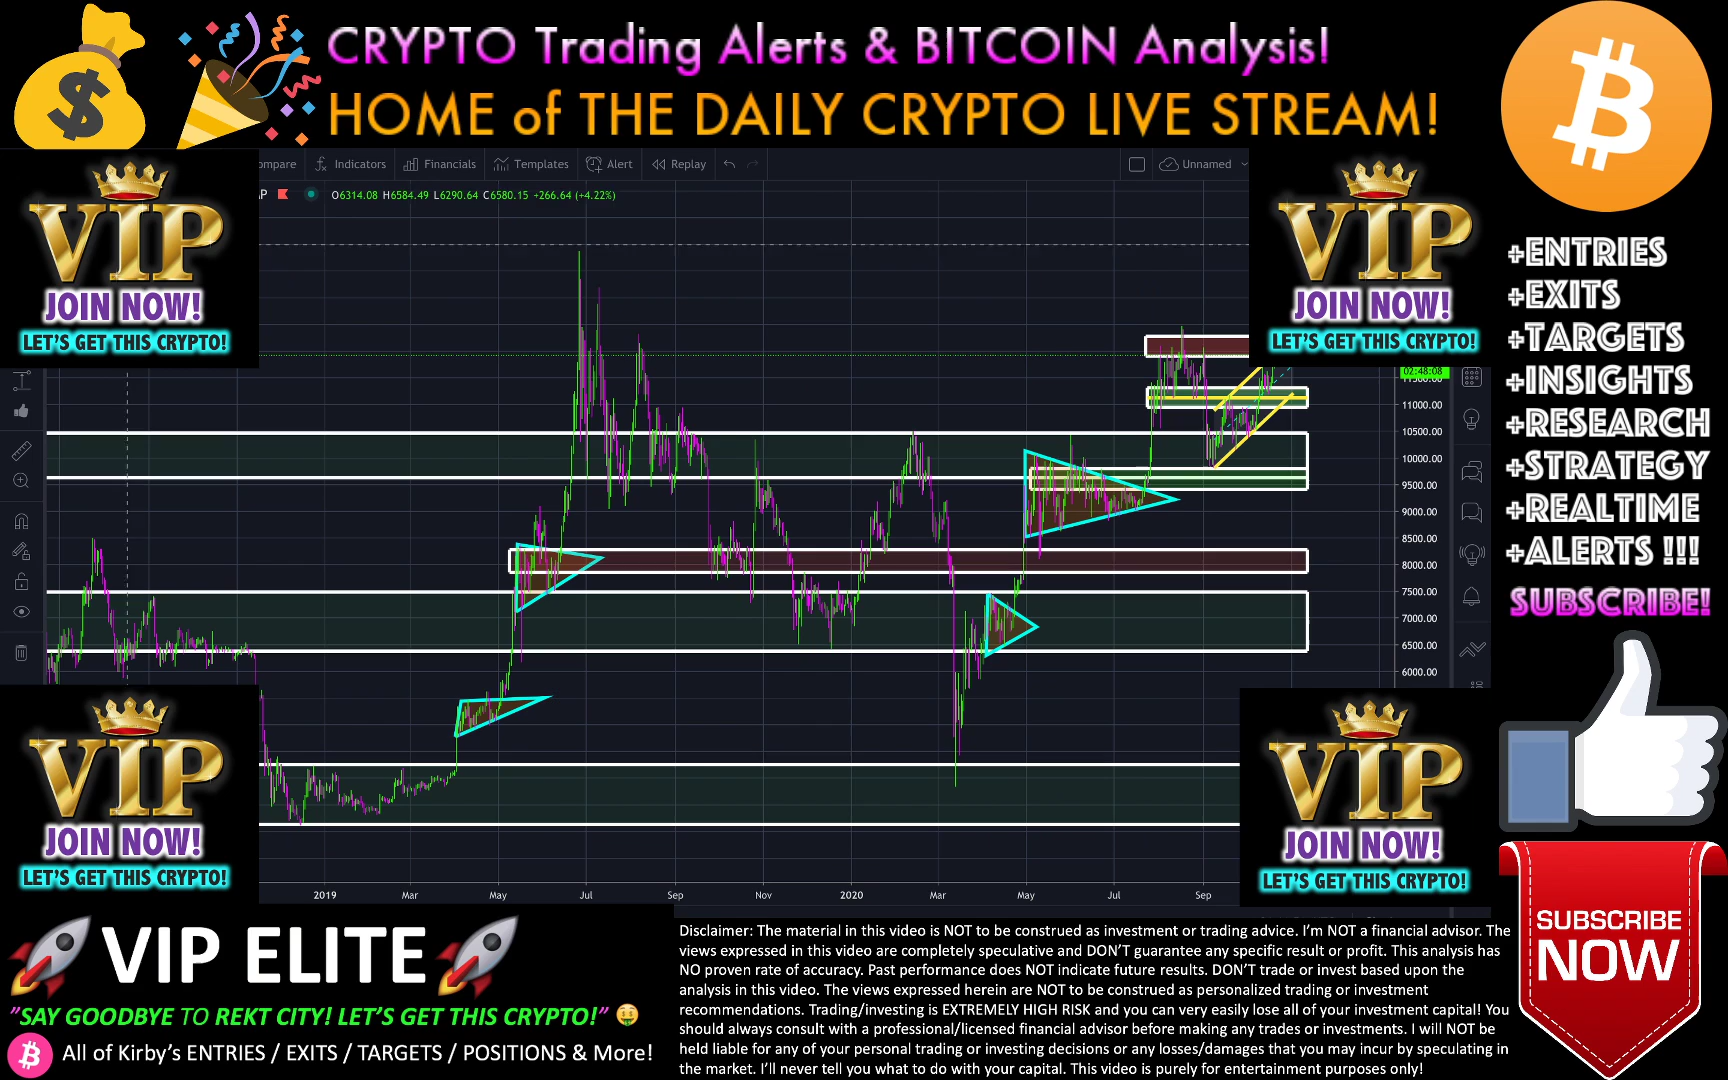 CRYPTO Trading Alerts & BITCOIN Analysis!
HOME of THE DAILY CRYPTO LIVE STREAM!
ompare Indicators Financials Templates Alert Replay Unnamed
P O6314.08 H6584.49 L6290.64 C6580.15 +266.64 (+4.22%)
VIP
JOIN NOW!
LET'S GET THIS CRYPTO!
VIP
JOIN NOW!
LET'S GET THIS CRYPTO!
+ENTRIES
+EXITS
+TARGETS
+INSIGHTS
+RESEARCH
+STRATEGY
+REALTIME
+ALERTS !!!
SUBSCRIBE!
02:48:08
11500.00
11000.00
10500.00
10000.00
9500.00
9000.00
8500.00
8000.00
7500.00
7000.00
6500.00
6000.00
VIP
JOIN NOW!
LET'S GET THIS CRYPTO!
VIP
JOIN NOW!
LET'S GET THIS CRYPTO!
2019 Mar May Jul Sep Nov 2020 Mar May Jul Sep
VIP ELITE
"SAY GOODBYE TO REKT CITY! LET'S GET THIS CRYPTO!"
All of Kirby's ENTRIES / EXITS / TARGETS / POSITIONS & More!
Disclaimer: The material in this video is NOT to be construed as investment or trading advice. I'm NOT a financial advisor. The
views expressed in this video are completely speculative and DON'T guarantee any specific result or profit. This analysis has
NO proven rate of accuracy. Past performance does NOT indicate future results. DON'T trade or invest based upon the
analysis in this video. The views expressed herein are NOT to be construed as personalized trading or investment
recommendations. Trading/investing is EXTREMELY HIGH RISK and you can very easily lose all of your investment capital! You
should always consult with a professional/licensed financial advisor before making any trades or investments. I will NOT be
held liable for any of your personal trading or investing decisions or any losses/damages that you may incur by speculating in
the market. I'll never tell you what to do with your capital. This video is purely for entertainment purposes only!
SUBSCRIBE
NOW